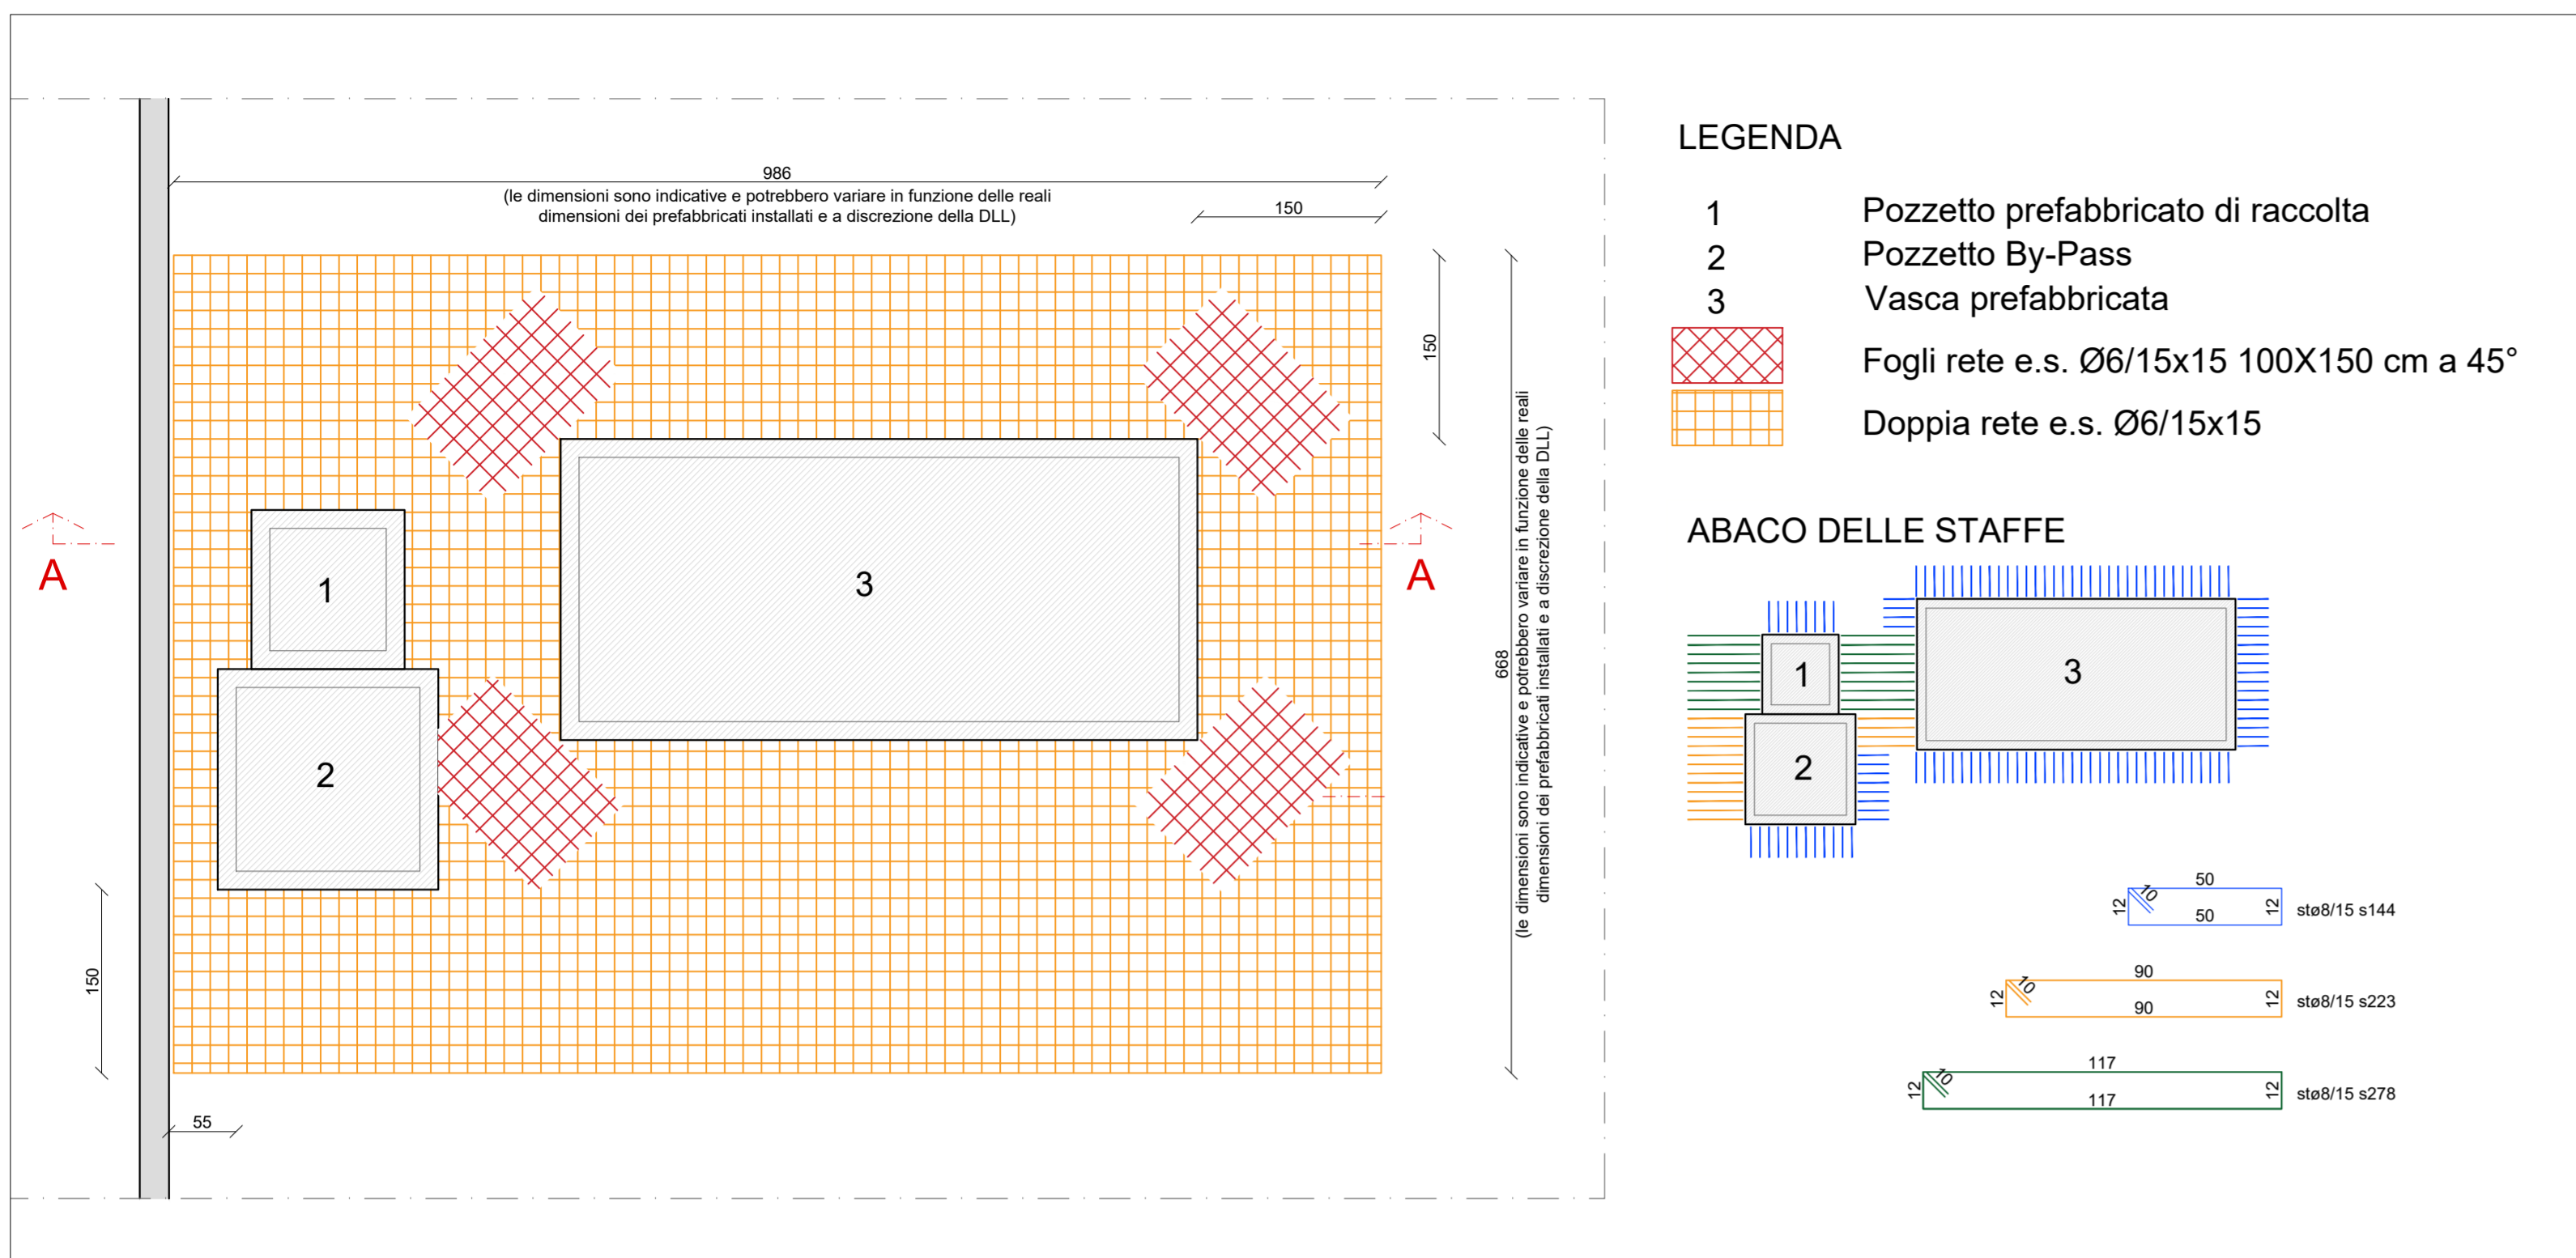 986
(le dimensioni sono indicative e potrebbero variare in funzione delle reali
dimensioni dei prefabbricati installati e a discrezione della DLL)
150
150
668
(le dimensioni sono indicative e potrebbero variare in funzione delle reali
dimensioni dei prefabbricati installati e a discrezione della DLL)
A
A
1
2
3
150
55
LEGENDA
1 Pozzetto prefabbricato di raccolta
2 Pozzetto By-Pass
3 Vasca prefabbricata
Fogli rete e.s. Ø6/15x15 100X150 cm a 45°
Doppia rete e.s. Ø6/15x15
ABACO DELLE STAFFE
1
2
3
50
12 10 12 stø8/15 s144
50
90
12 10 12 stø8/15 s223
90
117
12 10 12 stø8/15 s278
117